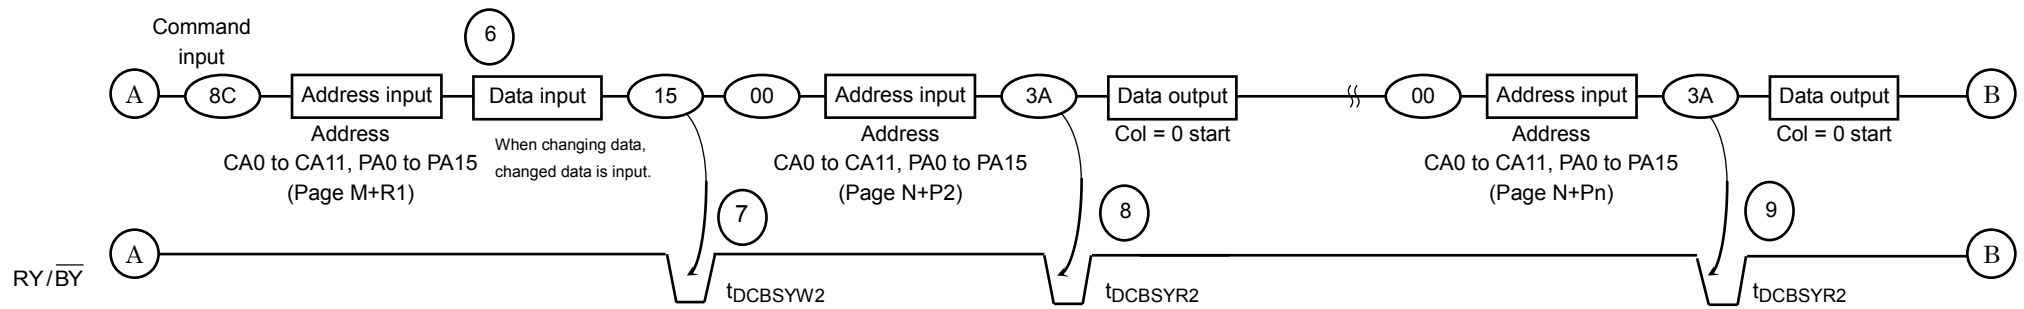 Command
input
6
A 8C Address input Data input 15 00 Address input 3A Data output 00 Address input 3A Data output B
Address
CA0 to CA11, PA0 to PA15
(Page M+R1)
When changing data,
changed data is input.
Address
CA0 to CA11, PA0 to PA15
(Page N+P2)
Col = 0 start
Address
CA0 to CA11, PA0 to PA15
(Page N+Pn)
Col = 0 start
7
8
9
A
B
RY/BY
tDCBSYW2
tDCBSYR2
tDCBSYR2